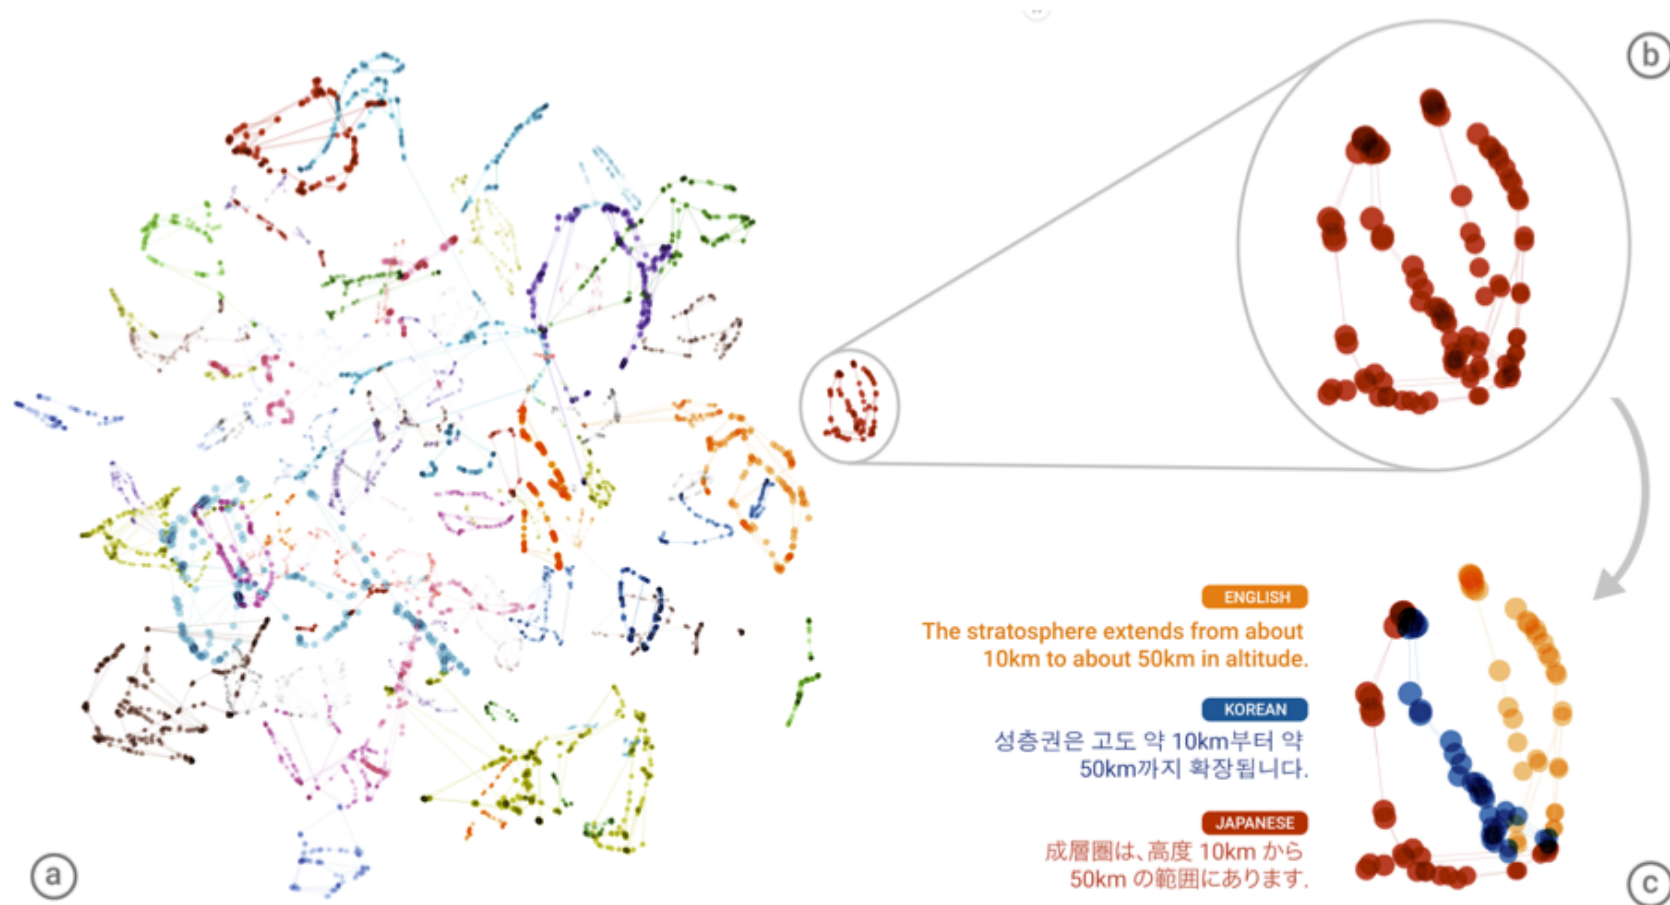 b
ENGLISH
The stratosphere extends from about
10km to about 50km in altitude.
KOREAN
성층권은 고도 약 10km부터 약
50km까지 확장됩니다.
JAPANESE
成層圏は、高度 10km から
50km の範囲にあります。
a
c